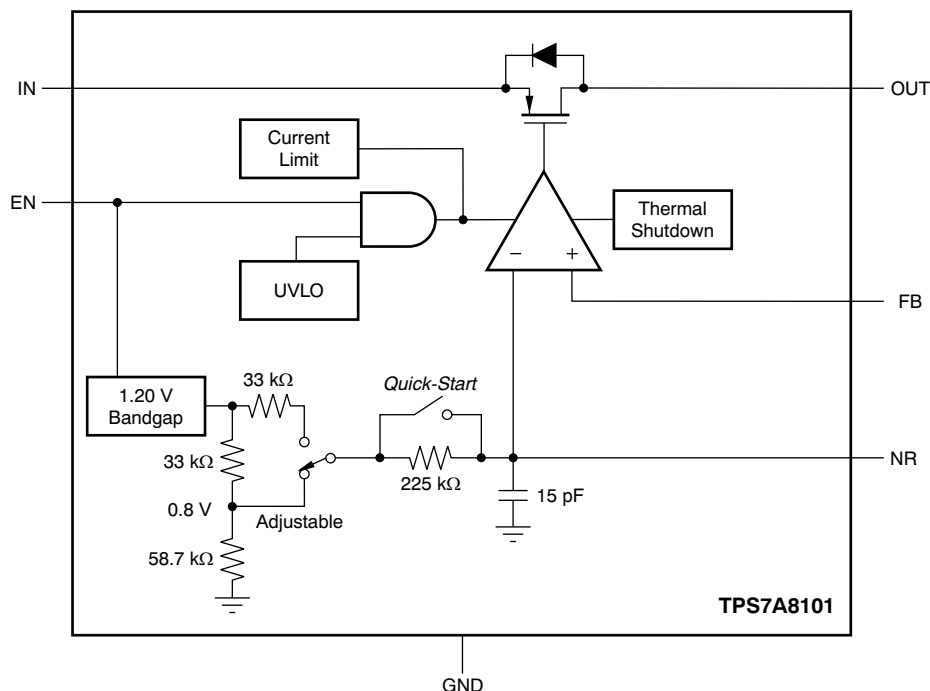 IN
OUT
Current
Limit
EN
Thermal
Shutdown
− +
UVLO
FB
1.20 V
Bandgap
33 kΩ
Quick-Start
33 kΩ
225 kΩ
NR
15 pF
0.8 V
Adjustable
58.7 kΩ
TPS7A8101
GND